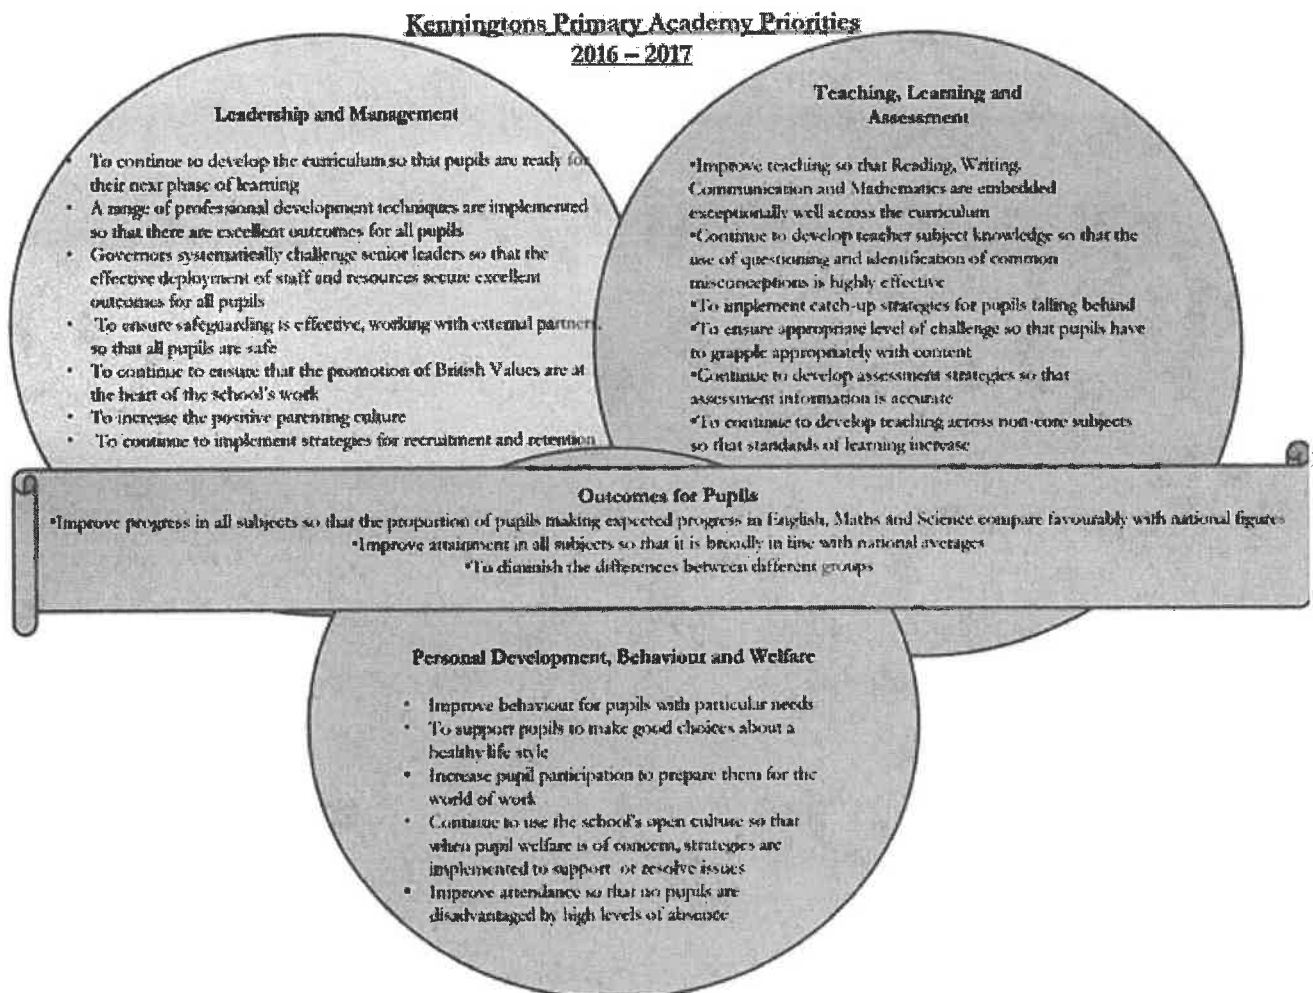 Kenningtons Primary Academy Priorities
2016 – 2017
Leadership and Management
• To continue to develop the curriculum so that pupils are ready for
their next phase of learning
• A range of professional development techniques are implemented
so that there are excellent outcomes for all pupils
• Governors systematically challenge senior leaders so that the
effective deployment of staff and resources secure excellent
outcomes for all pupils
• To ensure safeguarding is effective, working with external partners,
so that all pupils are safe
• To continue to ensure that the promotion of British Values are at
the heart of the school's work
• To increase the positive parenting culture
• To continue to implement strategies for recruitment and retention
Teaching, Learning and
Assessment
•Improve teaching so that Reading, Writing,
Communication and Mathematics are embedded
exceptionally well across the curriculum
•Continue to develop teacher subject knowledge so that the
use of questioning and identification of common
misconceptions is highly effective
•To implement catch-up strategies for pupils falling behind
•To ensure appropriate level of challenge so that pupils have
to grapple appropriately with content
•Continue to develop assessment strategies so that
assessment information is accurate
•To continue to develop teaching across non-core subjects
so that standards of learning increase
Outcomes for Pupils
•Improve progress in all subjects so that the proportion of pupils making expected progress in English, Maths and Science compare favourably with national figures
•Improve attainment in all subjects so that it is broadly in line with national averages
•To diminish the differences between different groups
Personal Development, Behaviour and Welfare
• Improve behaviour for pupils with particular needs
• To support pupils to make good choices about a
healthy life style
• Increase pupil participation to prepare them for the
world of work
• Continue to use the school's open culture so that
when pupil welfare is of concern, strategies are
implemented to support or resolve issues
• Improve attendance so that no pupils are
disadvantaged by high levels of absence